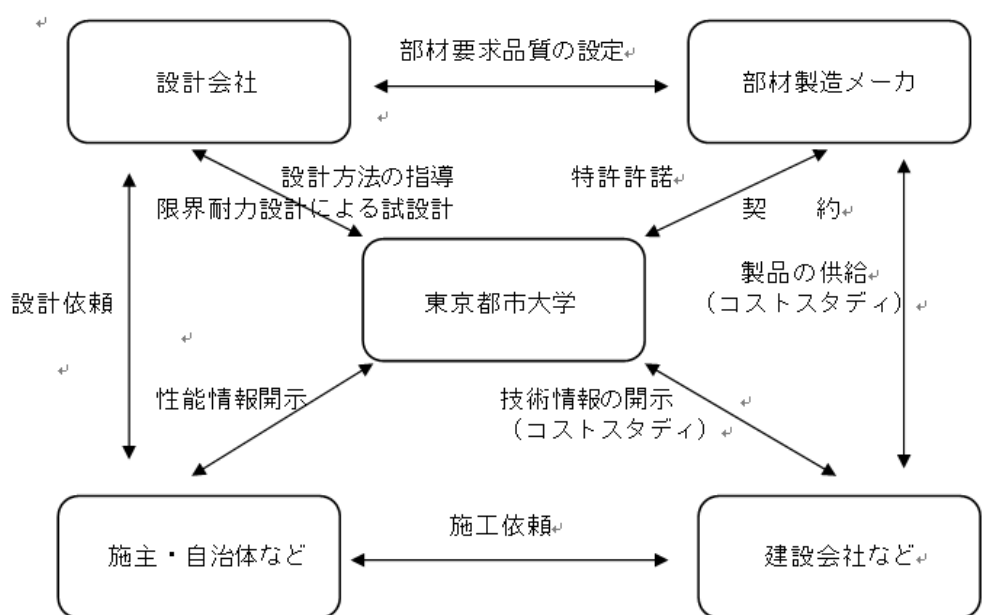 部材要求品質の設定
設計会社
部材製造メーカ
設計方法の指導
限界耐力設計による試設計
特許許諾
契　　約
設計依頼
東京都市大学
製品の供給
（コストスタディ）
性能情報開示
技術情報の開示
（コストスタディ）
施工依頼
施主・自治体など
建設会社など